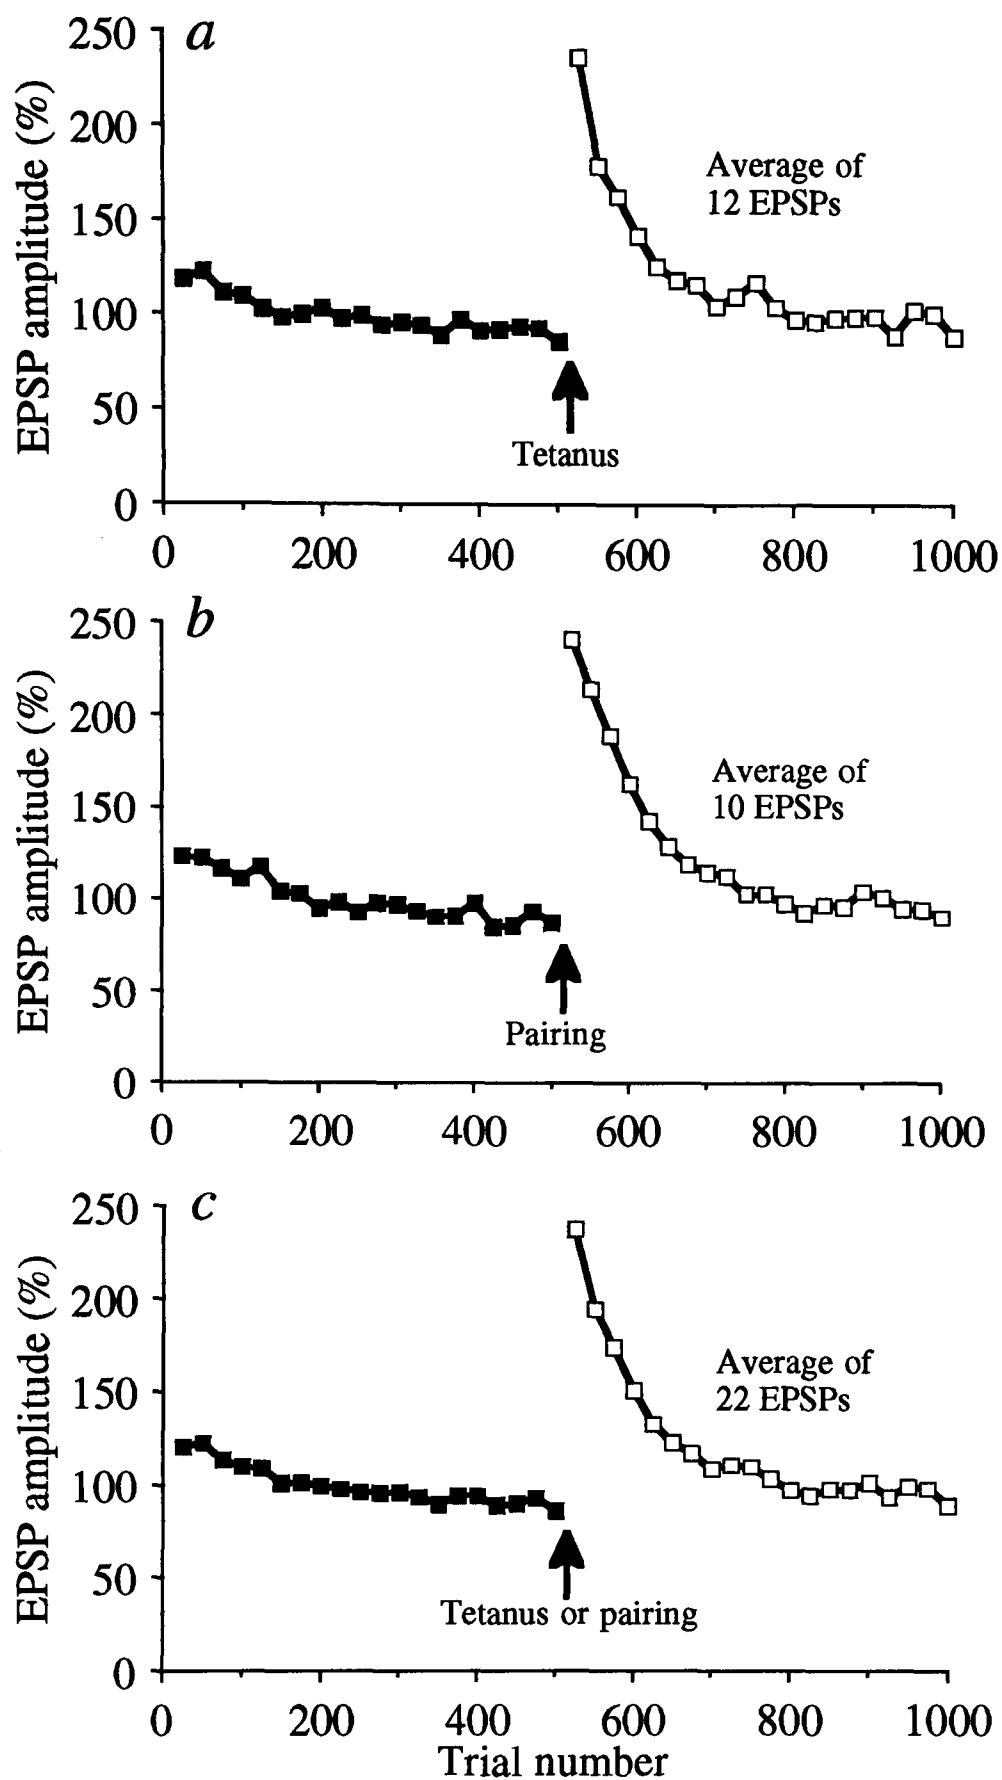 a
EPSP amplitude (%)
250
200
150
100
50
0
Average of
12 EPSPs
Tetanus
0 200 400 600 800 1000
b
EPSP amplitude (%)
250
200
150
100
50
0
Average of
10 EPSPs
Pairing
0 200 400 600 800 1000
c
EPSP amplitude (%)
250
200
150
100
50
0
Average of
22 EPSPs
Tetanus or pairing
0 200 400 600 800 1000
Trial number